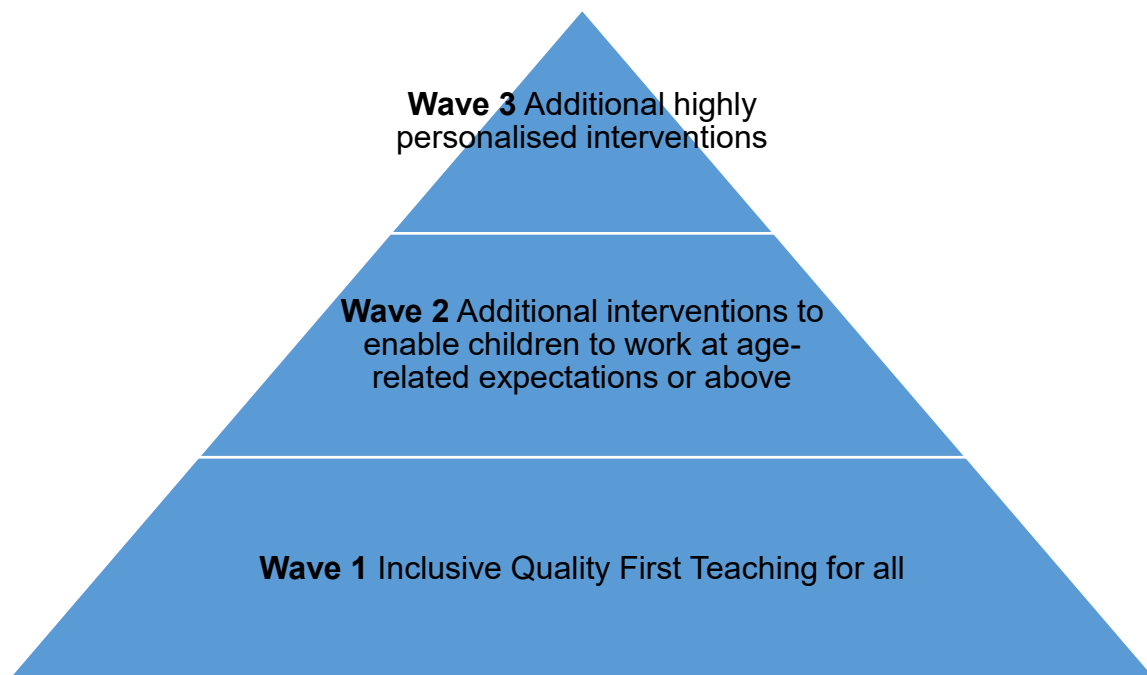 Wave 3 Additional highly
personalised interventions
Wave 2 Additional interventions to
enable children to work at age-
related expectations or above
Wave 1 Inclusive Quality First Teaching for all